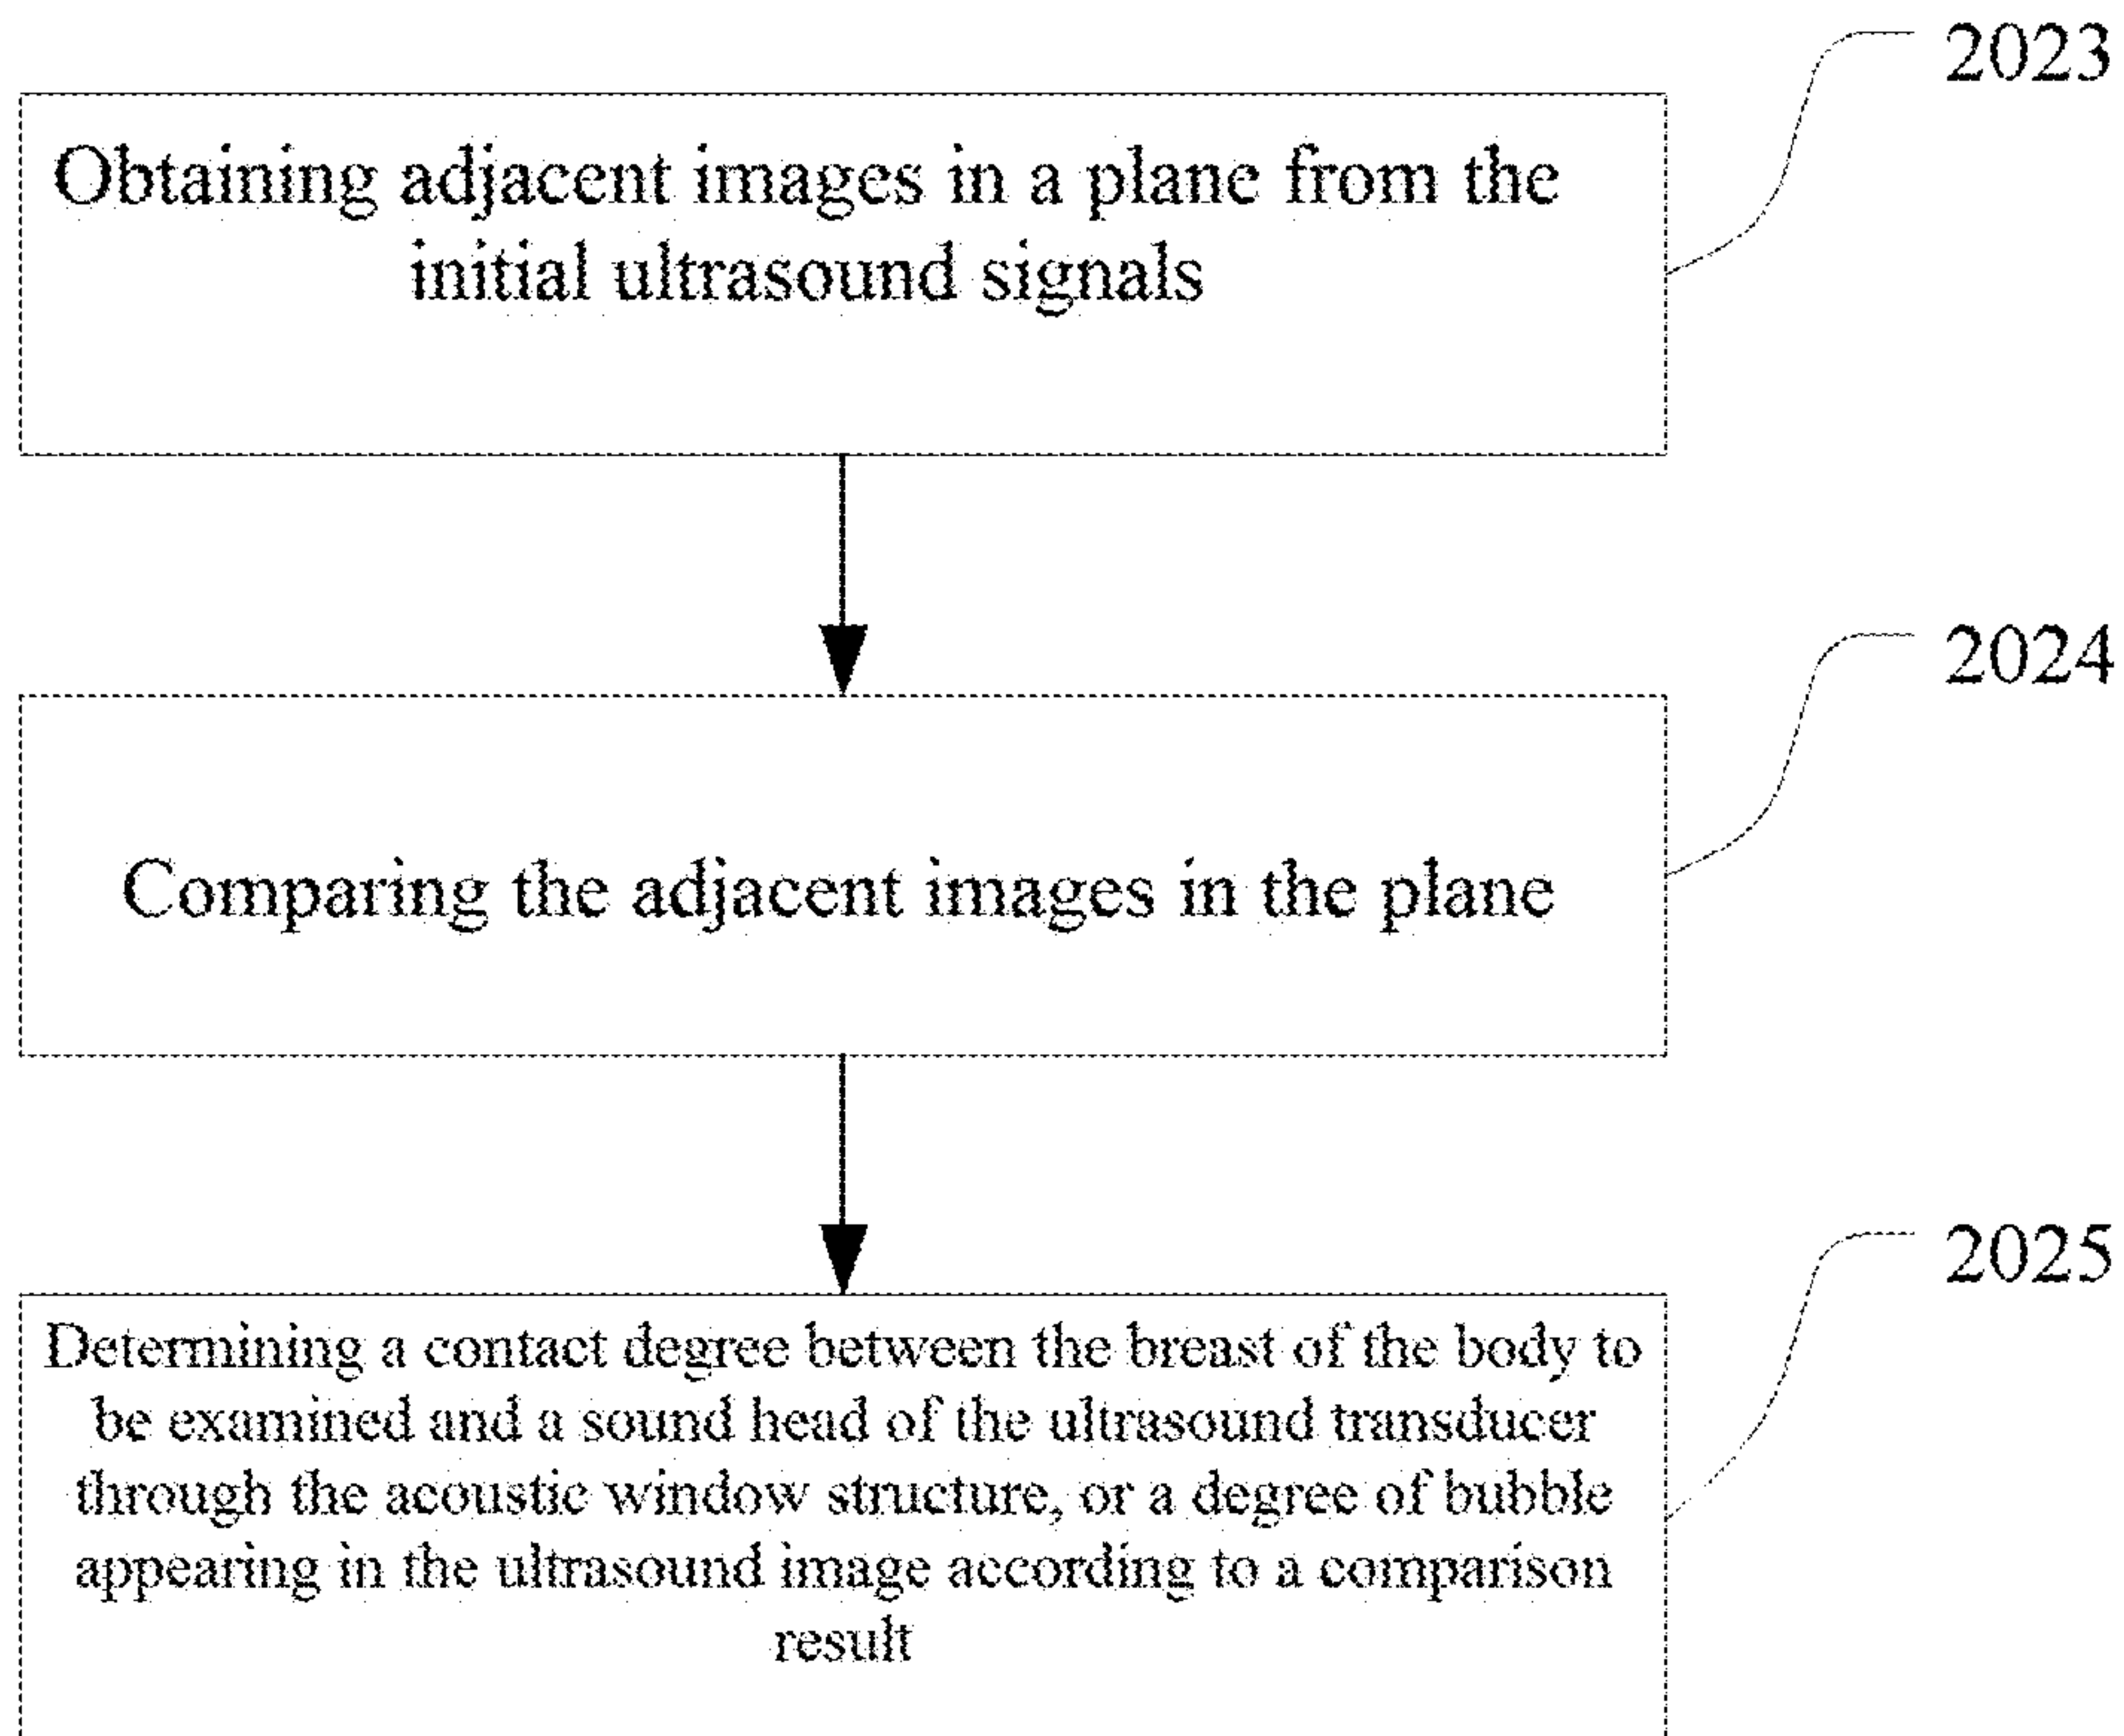 2023
Obtaining adjacent images in a plane from the
initial ultrasound signals
2024
Comparing the adjacent images in the plane
2025
Determining a contact degree between the breast of the body to
be examined and a sound head of the ultrasound transducer
through the acoustic window structure, or a degree of bubble
appearing in the ultrasound image according to a comparison
result